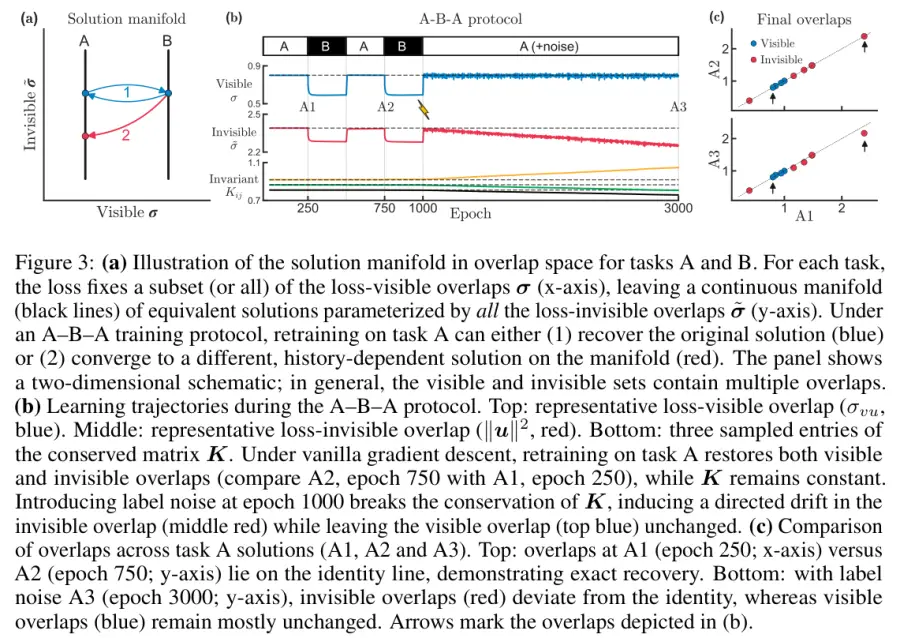 (a)
Solution manifold
A
B
1
2
Invisible σ̃
Visible σ
(b)
A-B-A protocol
A
B
A
B
A (+noise)
Visible
σ
0.9
0.5
A1
A2
A3
Invisible
σ̃
2.5
2.2
Invariant
K_ij
1.1
0.7
250
750
1000
3000
Epoch
(c)
Final overlaps
Visible
Invisible
A2
2
1
A3
2
1
1
2
A1
Figure 3: (a) Illustration of the solution manifold in overlap space for tasks A and B. For each task,
the loss fixes a subset (or all) of the loss-visible overlaps σ (x-axis), leaving a continuous manifold
(black lines) of equivalent solutions parameterized by all the loss-invisible overlaps σ̃ (y-axis). Under
an A–B–A training protocol, retraining on task A can either (1) recover the original solution (blue)
or (2) converge to a different, history-dependent solution on the manifold (red). The panel shows
a two-dimensional schematic; in general, the visible and invisible sets contain multiple overlaps.
(b) Learning trajectories during the A–B–A protocol. Top: representative loss-visible overlap (σ_vu,
blue). Middle: representative loss-invisible overlap (‖u‖², red). Bottom: three sampled entries of
the conserved matrix K. Under vanilla gradient descent, retraining on task A restores both visible
and invisible overlaps (compare A2, epoch 750 with A1, epoch 250), while K remains constant.
Introducing label noise at epoch 1000 breaks the conservation of K, inducing a directed drift in the
invisible overlap (middle red) while leaving the visible overlap (top blue) unchanged. (c) Comparison
of overlaps across task A solutions (A1, A2 and A3). Top: overlaps at A1 (epoch 250; x-axis) versus
A2 (epoch 750; y-axis) lie on the identity line, demonstrating exact recovery. Bottom: with label
noise A3 (epoch 3000; y-axis), invisible overlaps (red) deviate from the identity, whereas visible
overlaps (blue) remain mostly unchanged. Arrows mark the overlaps depicted in (b).